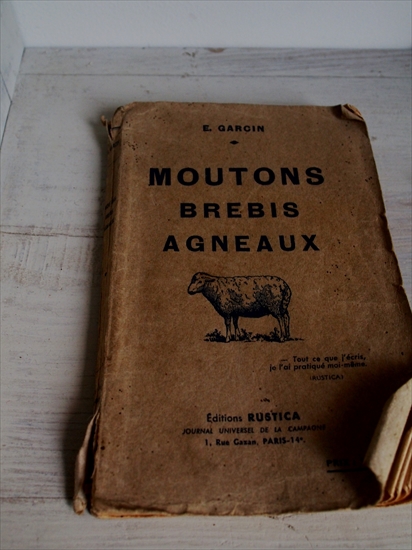 E. GARCIN
MOUTONS
BREBIS
AGNEAUX
— Tout ce que j'écris,
je l'ai pratiqué moi-même.
(RUSTICA)
Éditions RUSTICA
JOURNAL UNIVERSEL DE LA CAMPAGNE
1, Rue Gazan, PARIS-14e.